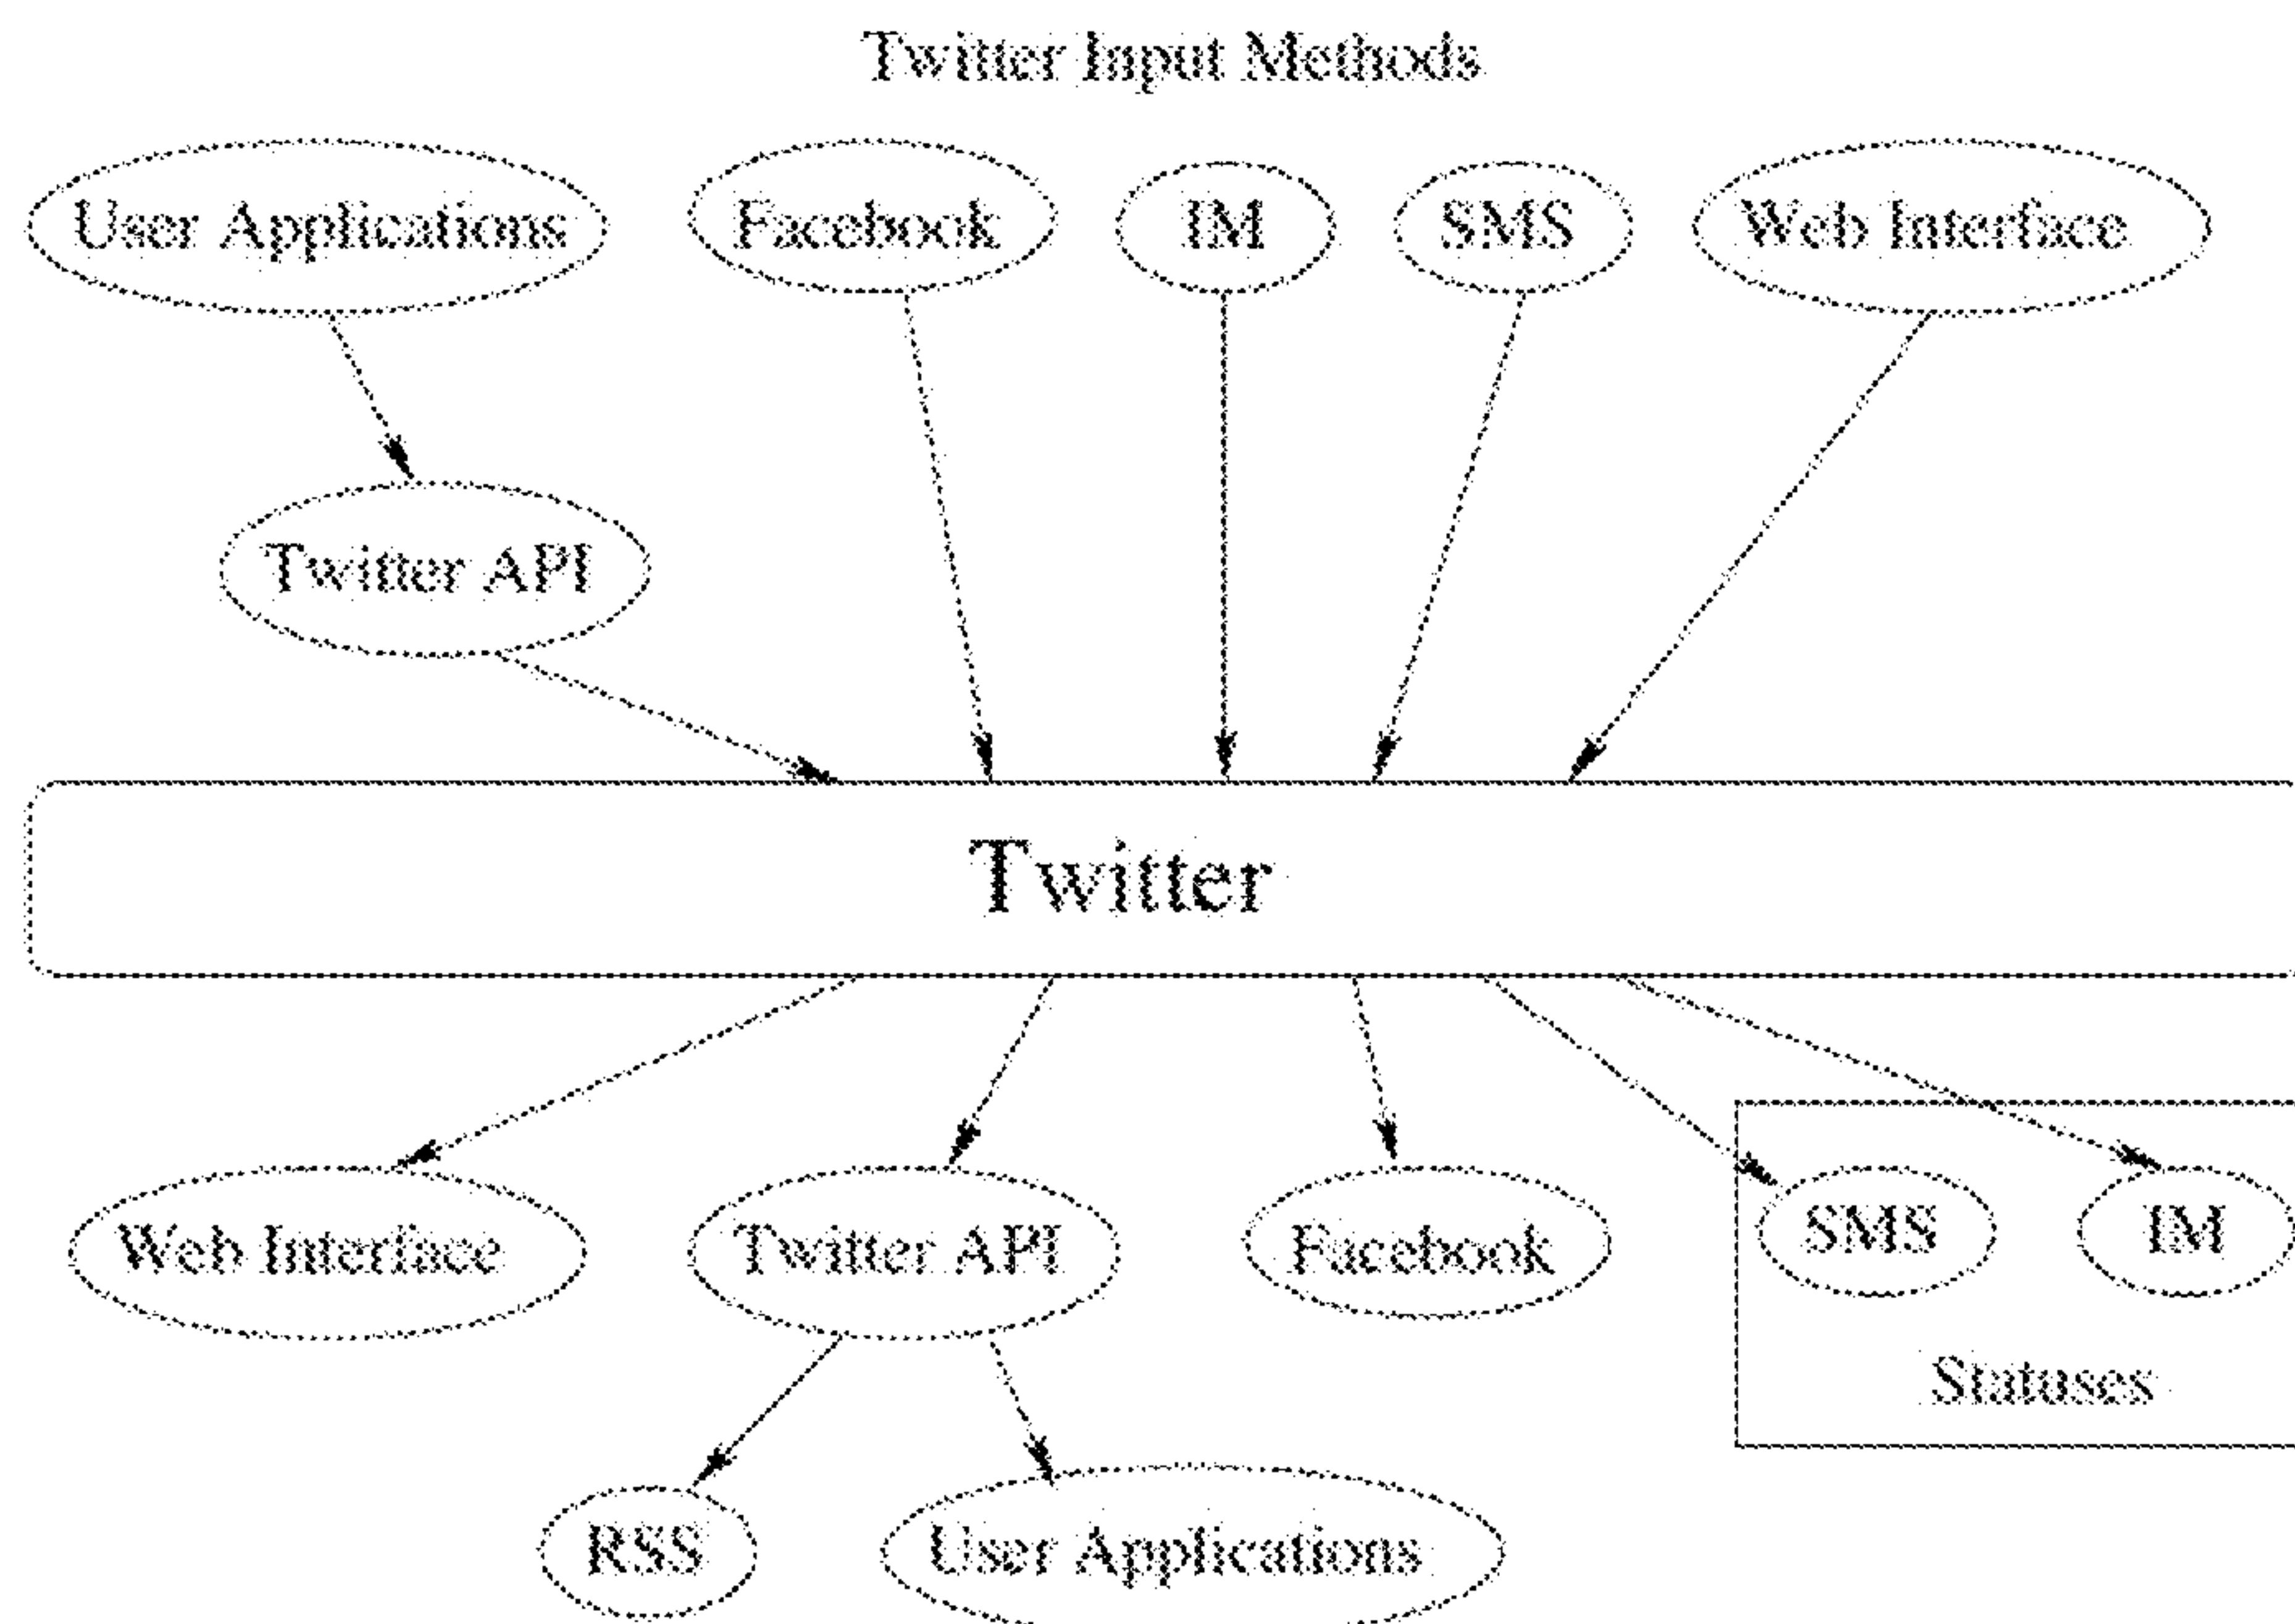 Twitter Input Methods
User Applications
Facebook
IM
SMS
Web Interface
Twitter API
Twitter
Web Interface
Twitter API
Facebook
SMS
IM
Statuses
RSS
User Applications